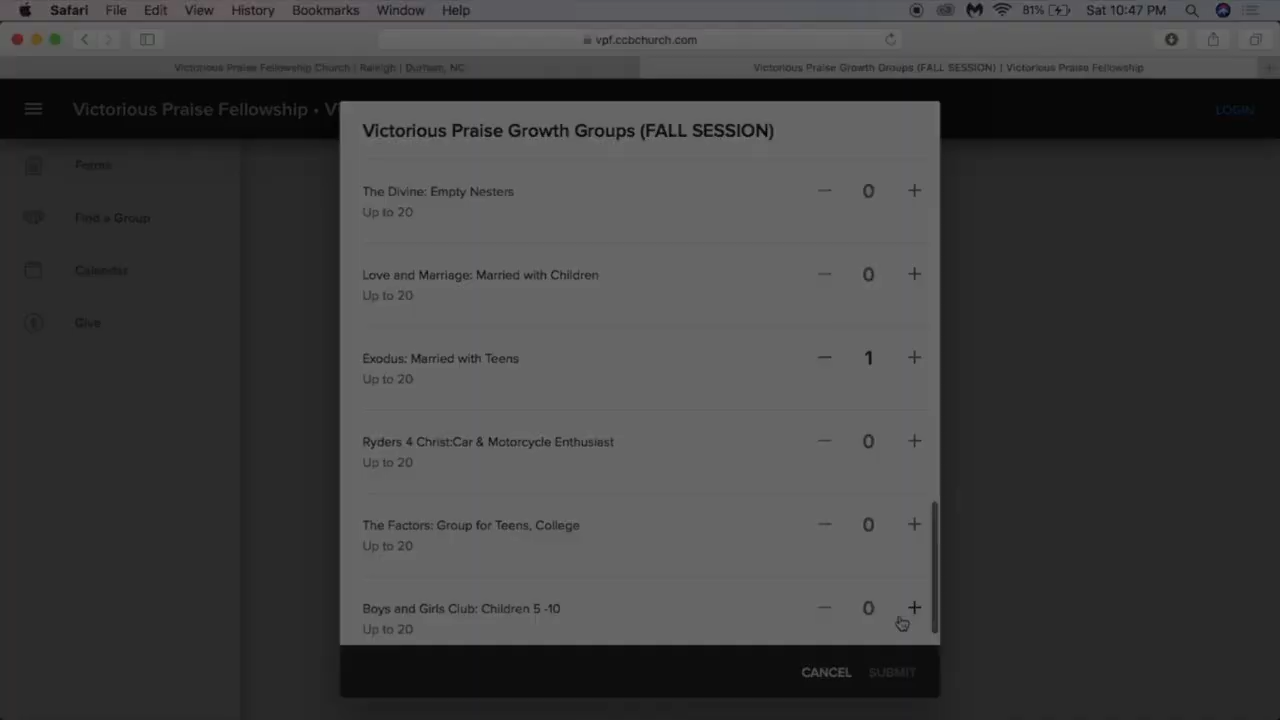 Safari File Edit View History Bookmarks Window Help 81% Sat 10:47 PM
vpf.ccbchurch.com
Victorious Praise Fellowship Church | Raleigh | Durham, NC
Victorious Praise Growth Groups (FALL SESSION) | Victorious Praise Fellowship
Victorious Praise Fellowship • V
LOGIN
Forms
Find a Group
Calendar
Give
Victorious Praise Growth Groups (FALL SESSION)
The Divine: Empty Nesters — 0 +
Up to 20
Love and Marriage: Married with Children — 0 +
Up to 20
Exodus: Married with Teens — 1 +
Up to 20
Ryders 4 Christ:Car & Motorcycle Enthusiast — 0 +
Up to 20
The Factors: Group for Teens, College — 0 +
Up to 20
Boys and Girls Club: Children 5 -10 — 0 +
Up to 20
CANCEL SUBMIT